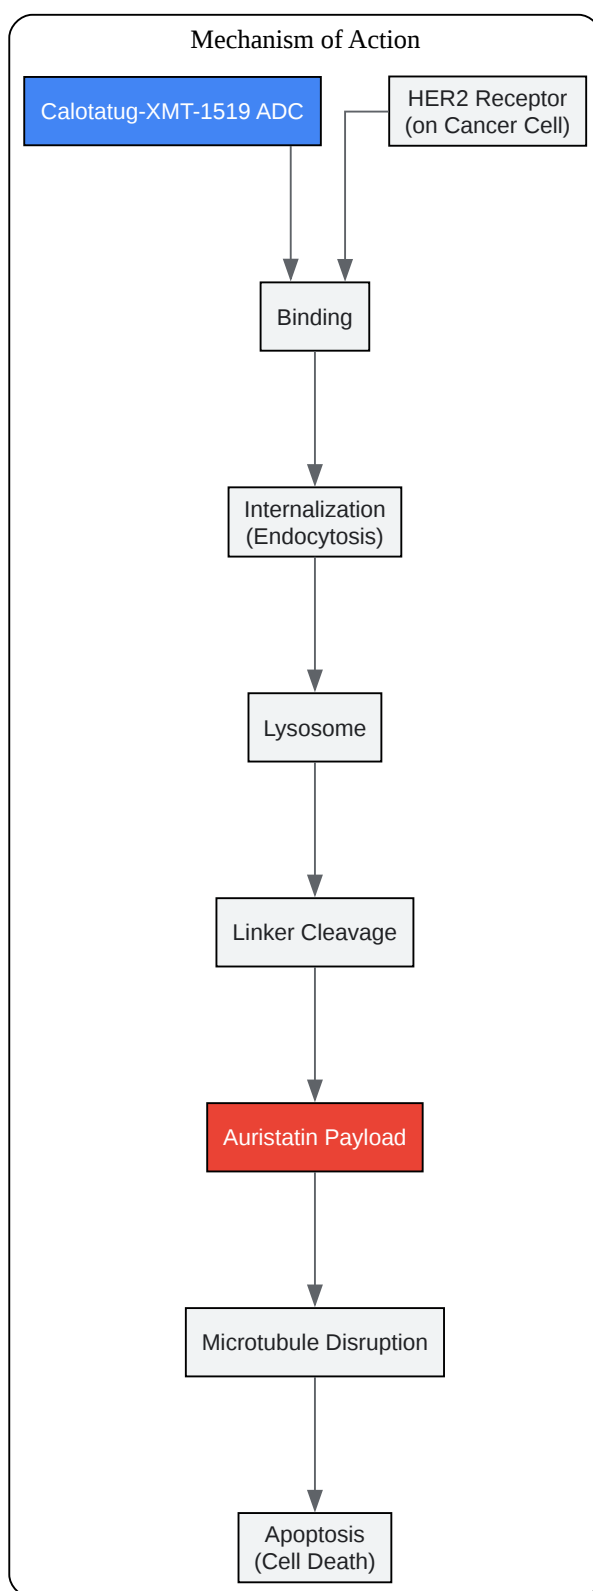 Mechanism of Action
Calotatug-XMT-1519 ADC
HER2 Receptor
(on Cancer Cell)
Binding
Internalization
(Endocytosis)
Lysosome
Linker Cleavage
Auristatin Payload
Microtubule Disruption
Apoptosis
(Cell Death)